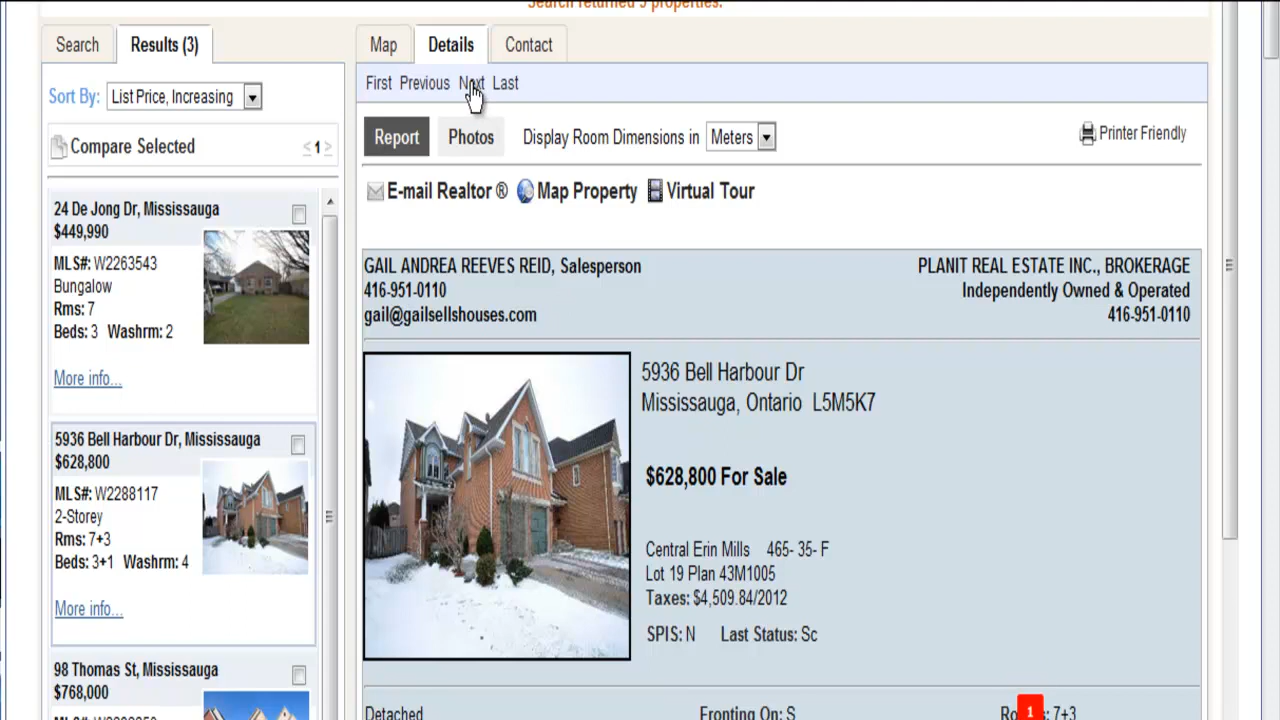 Search returned 3 properties.
Search
Results (3)
Map
Details
Contact
First Previous Next Last
Sort By: List Price, Increasing
Compare Selected
<1>
Report
Photos
Display Room Dimensions in Meters
Printer Friendly
E-mail Realtor ®
Map Property
Virtual Tour
24 De Jong Dr, Mississauga
$449,990
MLS#: W2263543
Bungalow
Rms: 7
Beds: 3 Washrm: 2
More info...
5936 Bell Harbour Dr, Mississauga
$628,800
MLS#: W2288117
2-Storey
Rms: 7+3
Beds: 3+1 Washrm: 4
More info...
98 Thomas St, Mississauga
$768,000
GAIL ANDREA REEVES REID, Salesperson
416-951-0110
gail@gailsellshouses.com
PLANIT REAL ESTATE INC., BROKERAGE
Independently Owned & Operated
416-951-0110
5936 Bell Harbour Dr
Mississauga, Ontario L5M5K7
$628,800 For Sale
Central Erin Mills 465- 35- F
Lot 19 Plan 43M1005
Taxes: $4,509.84/2012
SPIS: N Last Status: Sc
Detached
Fronting On: S
7+3
1